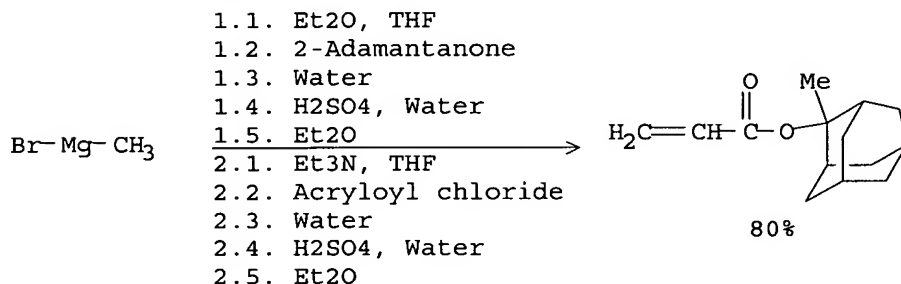 1.1. Et2O, THF
1.2. 2-Adamantanone
1.3. Water
1.4. H2SO4, Water
1.5. Et2O
2.1. Et3N, THF
2.2. Acryloyl chloride
2.3. Water
2.4. H2SO4, Water
2.5. Et2O
Br-Mg-CH3
O
Me
H2C=CH-C-O
80%